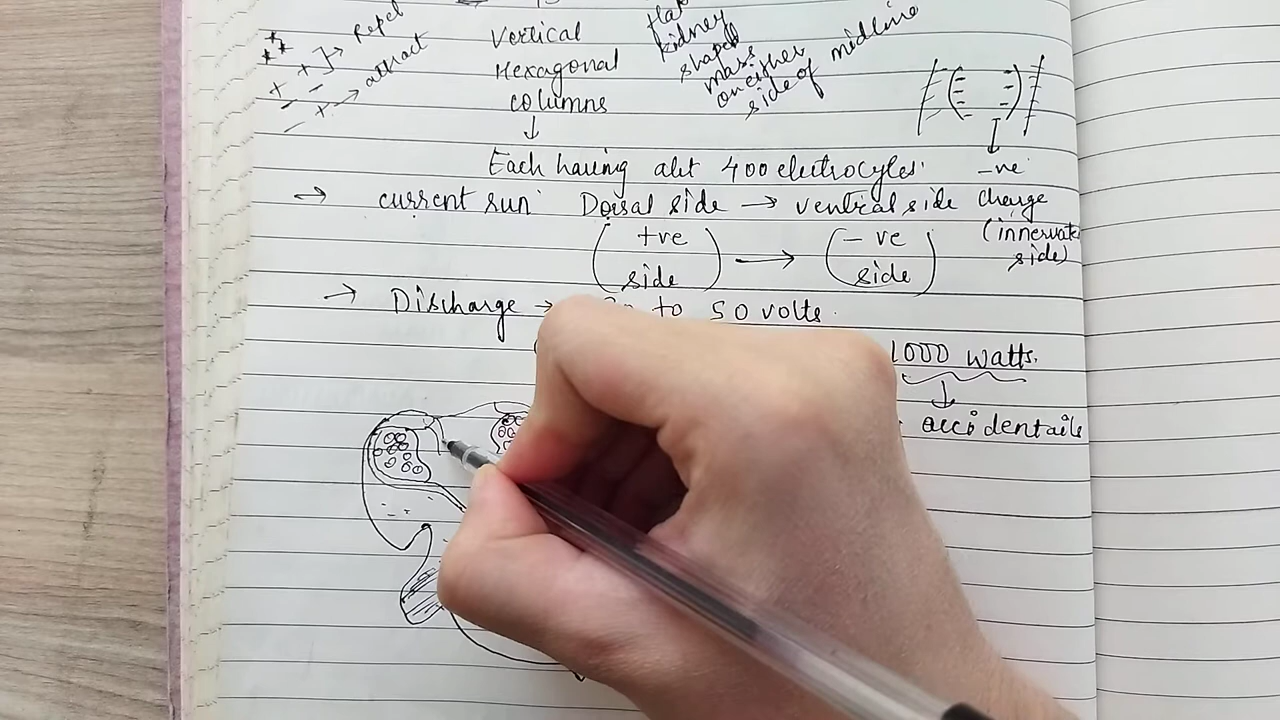 Repel
attract
Vertical
Hexagonal
columns
kidney
shaped
mass
on either
side of midline
Each having abt 400 electrocytes.
-ve
→ current run Dorsal side → ventral side charge
(+ve side) → (-ve side)
(innervated
side)
→ Discharge → to 50 volts.
1000 watts.
accidentails